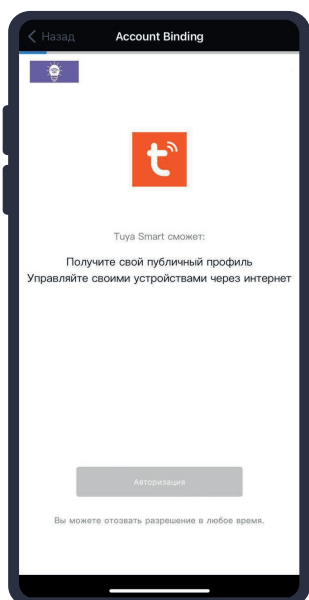 Назад Account Binding
Tuya Smart сможет:
Получите свой публичный профиль
Управляйте своими устройствами через интернет
Авторизация
Вы можете отозвать разрешение в любое время.